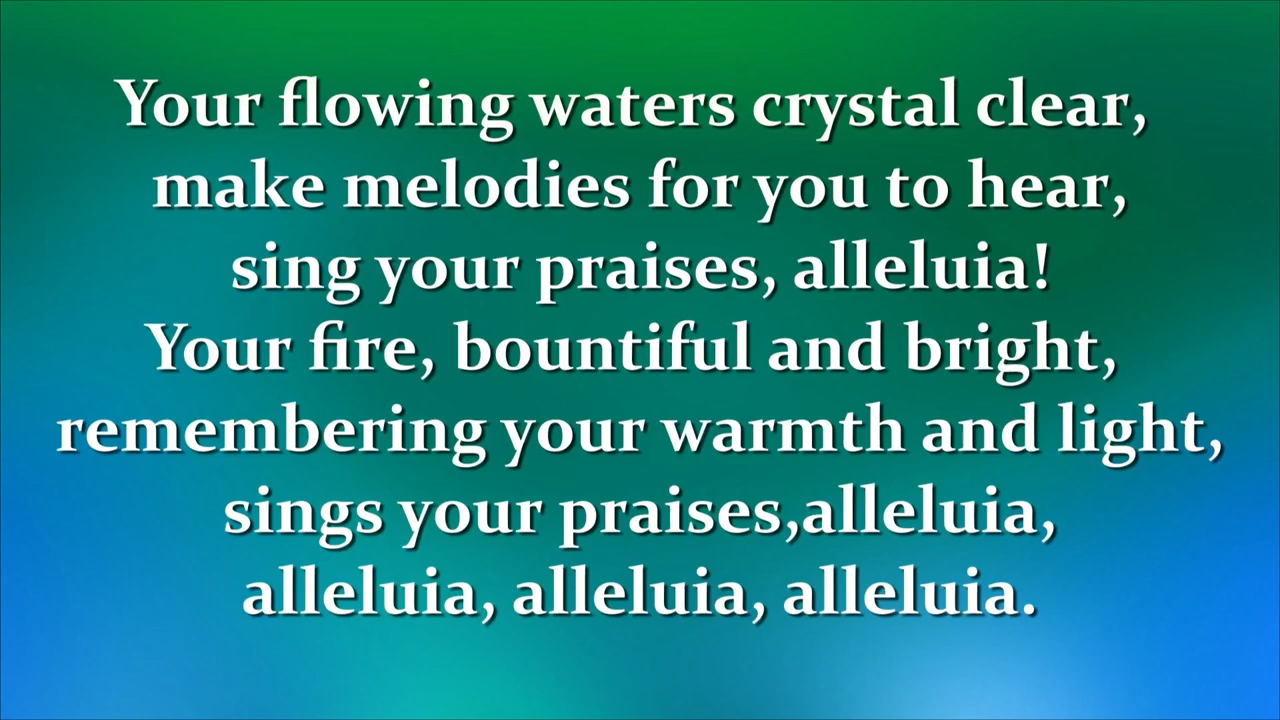 Your flowing waters crystal clear,
make melodies for you to hear,
sing your praises, alleluia!
Your fire, bountiful and bright,
remembering your warmth and light,
sings your praises,alleluia,
alleluia, alleluia, alleluia.